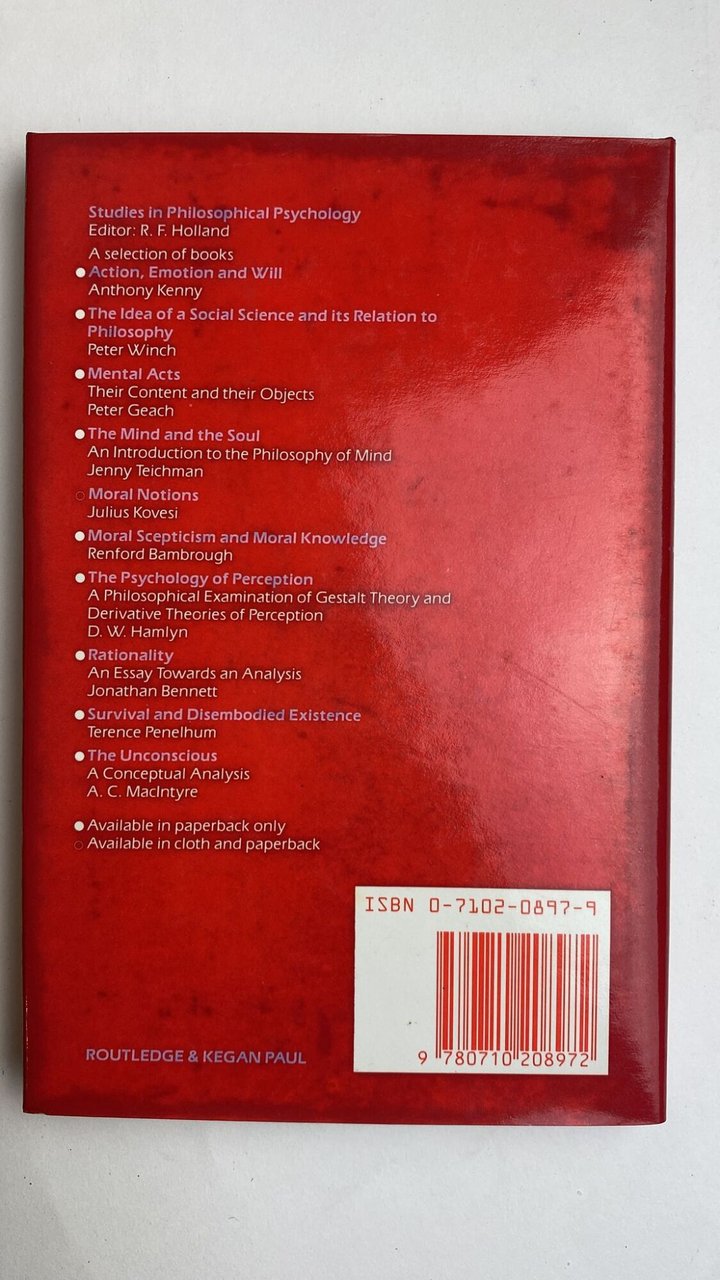 Studies in Philosophical Psychology
Editor: R. F. Holland
A selection of books
● Action, Emotion and Will
Anthony Kenny
● The Idea of a Social Science and its Relation to
Philosophy
Peter Winch
● Mental Acts
Their Content and their Objects
Peter Geach
● The Mind and the Soul
An Introduction to the Philosophy of Mind
Jenny Teichman
○ Moral Notions
Julius Kovesi
● Moral Scepticism and Moral Knowledge
Renford Bambrough
● The Psychology of Perception
A Philosophical Examination of Gestalt Theory and
Derivative Theories of Perception
D. W. Hamlyn
● Rationality
An Essay Towards an Analysis
Jonathan Bennett
● Survival and Disembodied Existence
Terence Penelhum
● The Unconscious
A Conceptual Analysis
A. C. MacIntyre
● Available in paperback only
○ Available in cloth and paperback
ISBN 0-7102-0897-9
9 780710 208972
ROUTLEDGE & KEGAN PAUL